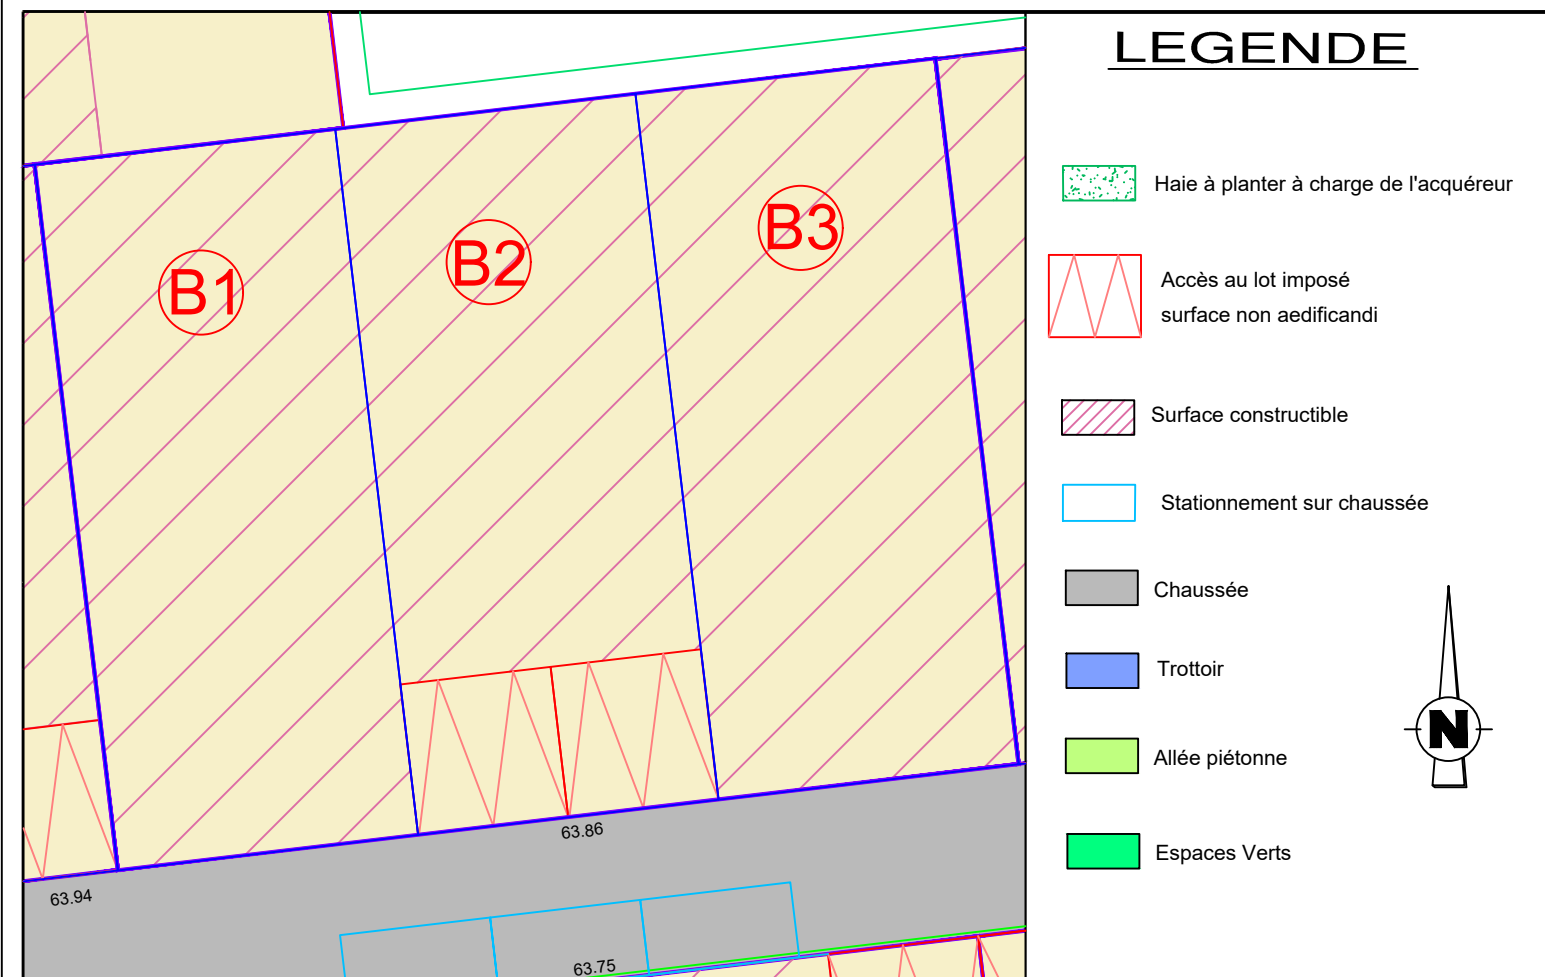 LEGENDE
B1
B2
B3
63.86
63.94
63.75
Haie à planter à charge de l'acquéreur
Accès au lot imposé
surface non aedificandi
Surface constructible
Stationnement sur chaussée
Chaussée
Trottoir
Allée piétonne
Espaces Verts
N